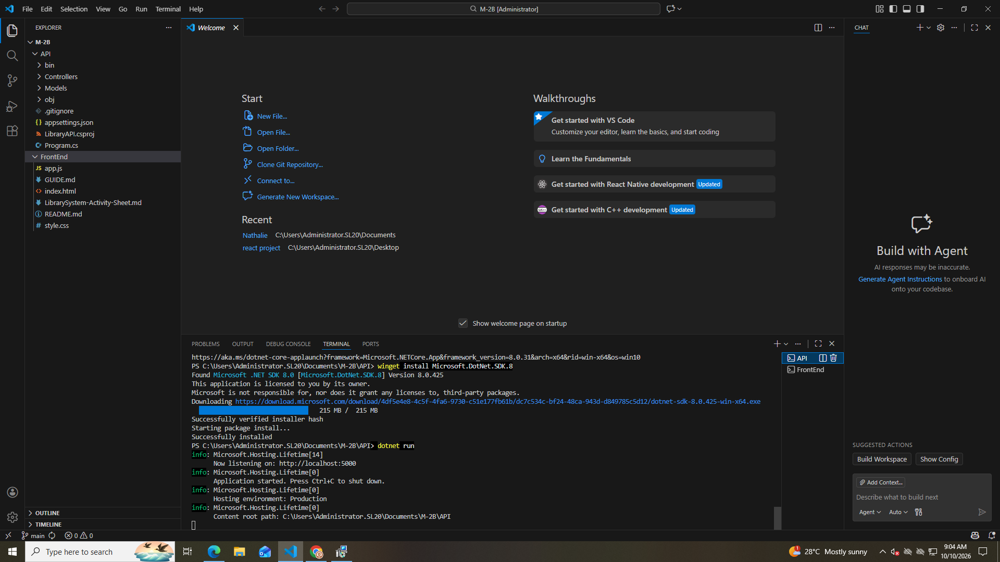 File Edit Selection View Go Run Terminal Help
M-2B [Administrator]
EXPLORER
M-2B
API
bin
Controllers
Models
obj
.gitignore
appsettings.json
LibraryAPI.csproj
Program.cs
FrontEnd
app.js
GUIDE.md
index.html
LibrarySystem-Activity-Sheet.md
README.md
style.css
OUTLINE
TIMELINE
Welcome
Start
New File...
Open File...
Open Folder...
Clone Git Repository...
Connect to...
Generate New Workspace...
Recent
Nathalie C:\Users\Administrator.SL20\Documents
react project C:\Users\Administrator.SL20\Desktop
Walkthroughs
Get started with VS Code
Customize your editor, learn the basics, and start coding
Learn the Fundamentals
Get started with React Native development Updated
Get started with C++ development Updated
Show welcome page on startup
PROBLEMS OUTPUT DEBUG CONSOLE TERMINAL PORTS
https://aka.ms/dotnet-core-applaunch?framework=Microsoft.NETCore.App&framework_version=8.0.31&arch=x64&rid=win-x64&os=win10
PS C:\Users\Administrator.SL20\Documents\M-2B\API> winget install Microsoft.DotNet.SDK.8
Found Microsoft .NET SDK 8.0 [Microsoft.DotNet.SDK.8] Version 8.0.425
This application is licensed to you by its owner.
Microsoft is not responsible for, nor does it grant any licenses to, third-party packages.
Downloading https://download.microsoft.com/download/4df5e4e8-4c5f-4fa6-9730-c51e177fb61b/dc7c534c-bf24-48ca-943d-d849785c5d12/dotnet-sdk-8.0.425-win-x64.exe
215 MB / 215 MB
Successfully verified installer hash
Starting package install...
Successfully installed
PS C:\Users\Administrator.SL20\Documents\M-2B\API> dotnet run
info: Microsoft.Hosting.Lifetime[14]
Now listening on: http://localhost:5000
info: Microsoft.Hosting.Lifetime[0]
Application started. Press Ctrl+C to shut down.
info: Microsoft.Hosting.Lifetime[0]
Hosting environment: Production
info: Microsoft.Hosting.Lifetime[0]
Content root path: C:\Users\Administrator.SL20\Documents\M-2B\API
API
FrontEnd
CHAT
Build with Agent
AI responses may be inaccurate.
Generate Agent Instructions to onboard AI
onto your codebase.
SUGGESTED ACTIONS
Build Workspace Show Config
Add Context...
Describe what to build next
Agent Auto
main 0 0
Type here to search
1
28°C Mostly sunny
9:04 AM
10/10/2026